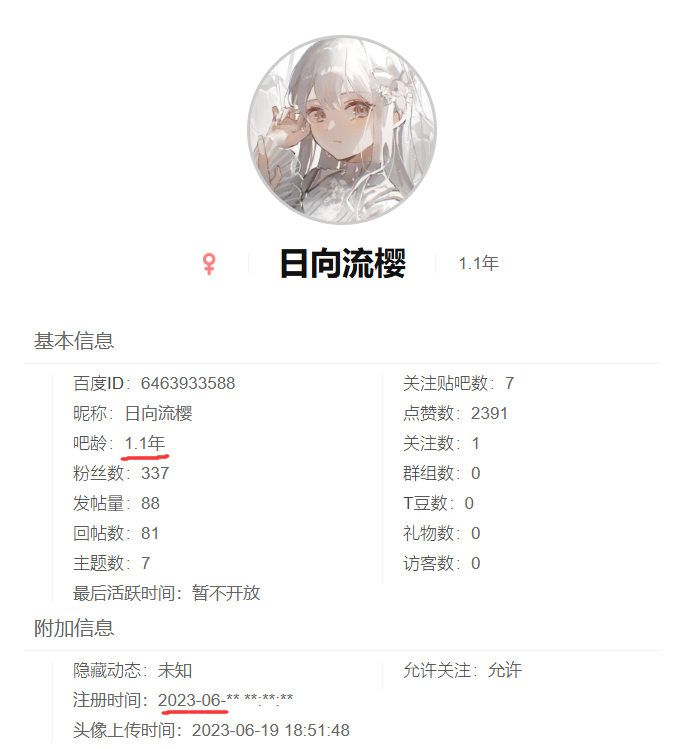 日向流樱 1.1年
基本信息
百度ID：6463933588 关注贴吧数：7
昵称：日向流樱 点赞数：2391
吧龄：1.1年 关注数：1
粉丝数：337 群组数：0
发帖量：88 T豆数：0
回帖数：81 礼物数：0
主题数：7 访客数：0
最后活跃时间：暂不开放
附加信息
隐藏动态：未知 允许关注：允许
注册时间：2023-06-** **:**:**
头像上传时间：2023-06-19 18:51:48